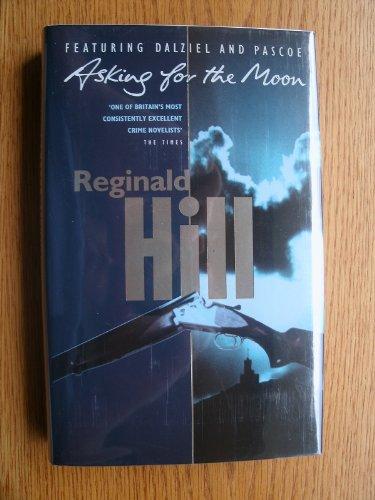 FEATURING DALZIEL AND PASCOE
Asking for the Moon
'ONE OF BRITAIN'S MOST
CONSISTENTLY EXCELLENT
CRIME NOVELISTS'
THE TIMES
Reginald
Hill